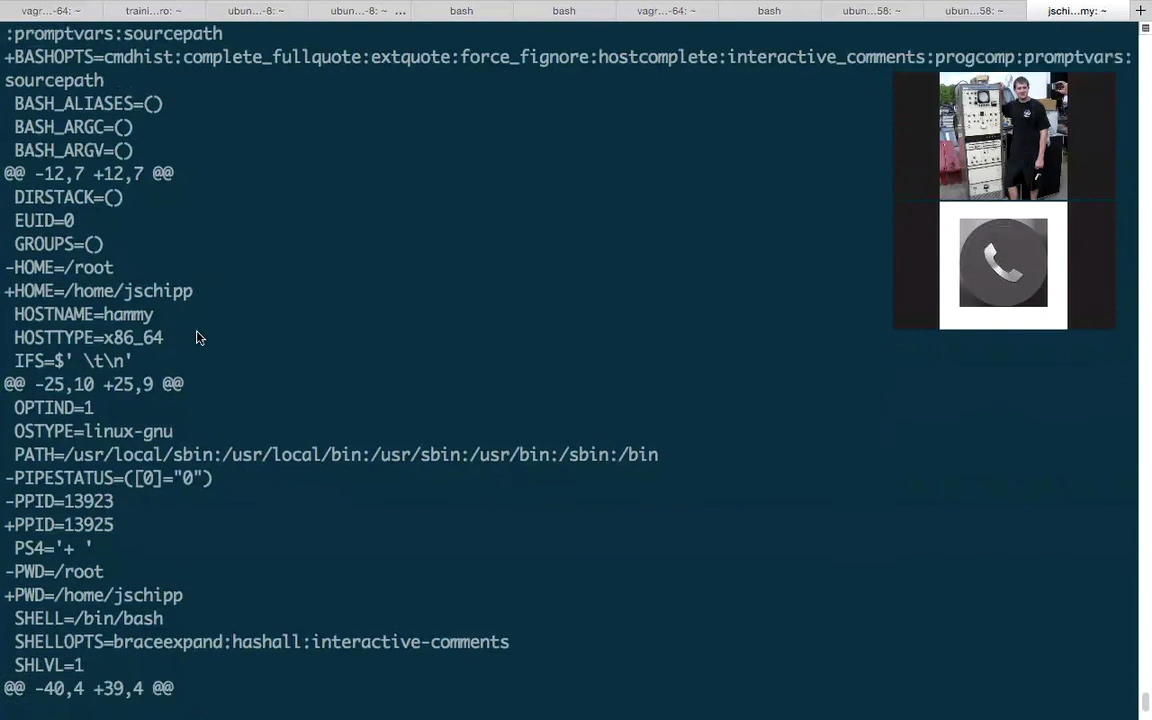 vagr...-64: ~ traini....ro: ~ ubun...-8: ~ ubun...-8: ~ ... bash bash vagr...-64: ~ bash ubun...58: ~ ubun...58: ~ jschi...my: ~ +
:promptvars:sourcepath
+BASHOPTS=cmdhist:complete_fullquote:extquote:force_fignore:hostcomplete:interactive_comments:progcomp:promptvars:
sourcepath
BASH_ALIASES=()
BASH_ARGC=()
BASH_ARGV=()
@@ -12,7 +12,7 @@
DIRSTACK=()
EUID=0
GROUPS=()
-HOME=/root
+HOME=/home/jschipp
HOSTNAME=hammy
HOSTTYPE=x86_64
IFS=$' \t\n'
@@ -25,10 +25,9 @@
OPTIND=1
OSTYPE=linux-gnu
PATH=/usr/local/sbin:/usr/local/bin:/usr/sbin:/usr/bin:/sbin:/bin
-PIPESTATUS=([0]="0")
-PPID=13923
+PPID=13925
PS4='+ '
-PWD=/root
+PWD=/home/jschipp
SHELL=/bin/bash
SHELLOPTS=braceexpand:hashall:interactive-comments
SHLVL=1
@@ -40,4 +39,4 @@